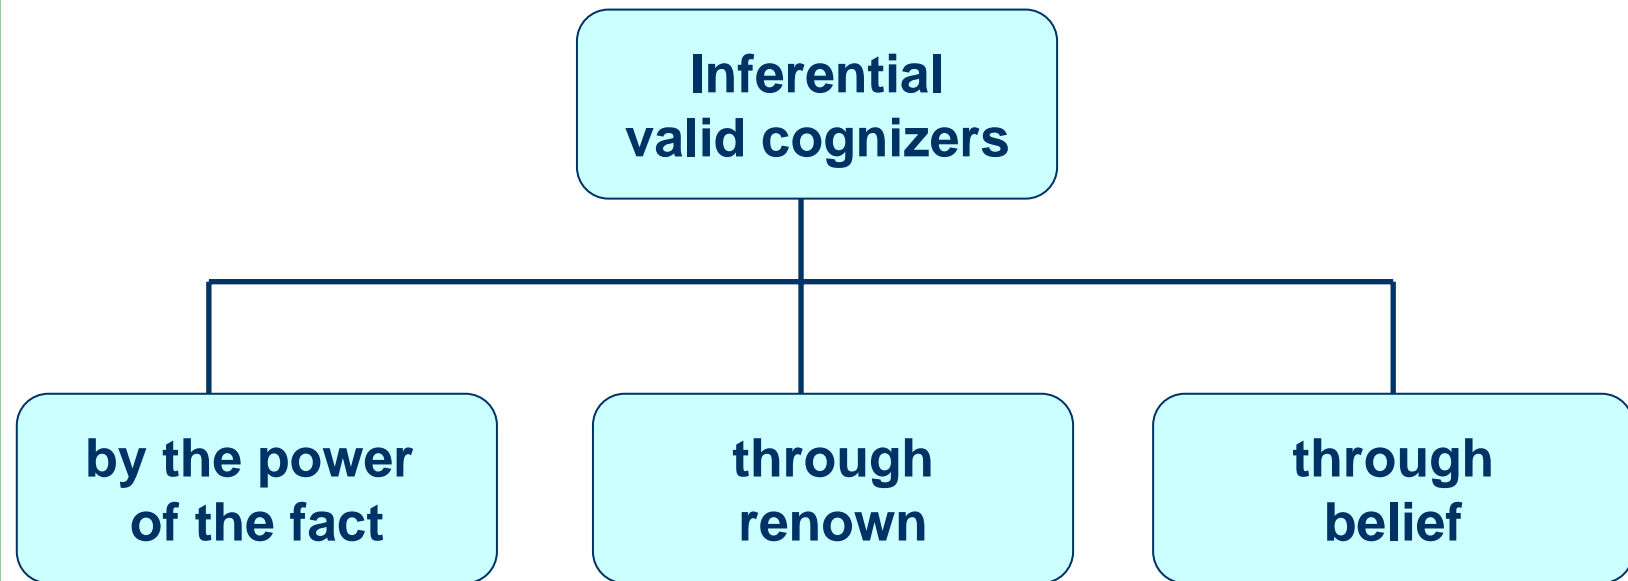 Inferential
valid cognizers
by the power
of the fact
through
renown
through
belief